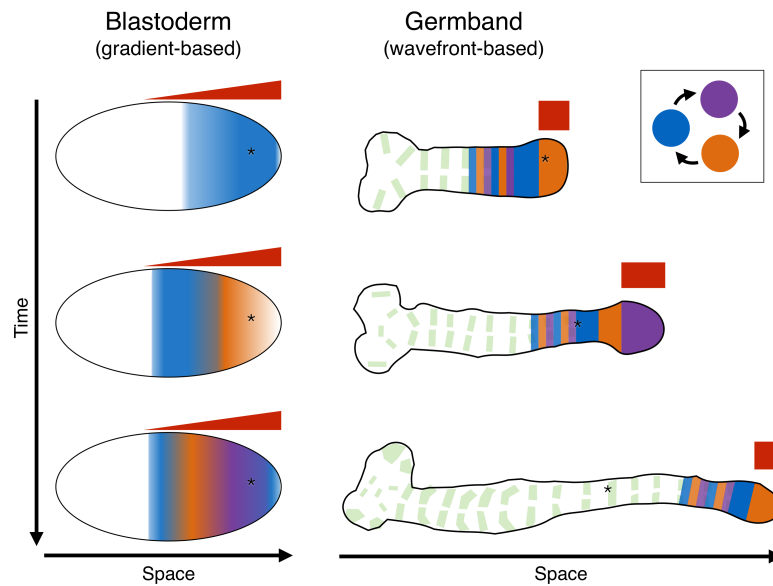 Blastoderm
(gradient-based)
Germband
(wavefront-based)
*
*
*
*
*
*
Time
Space
Space